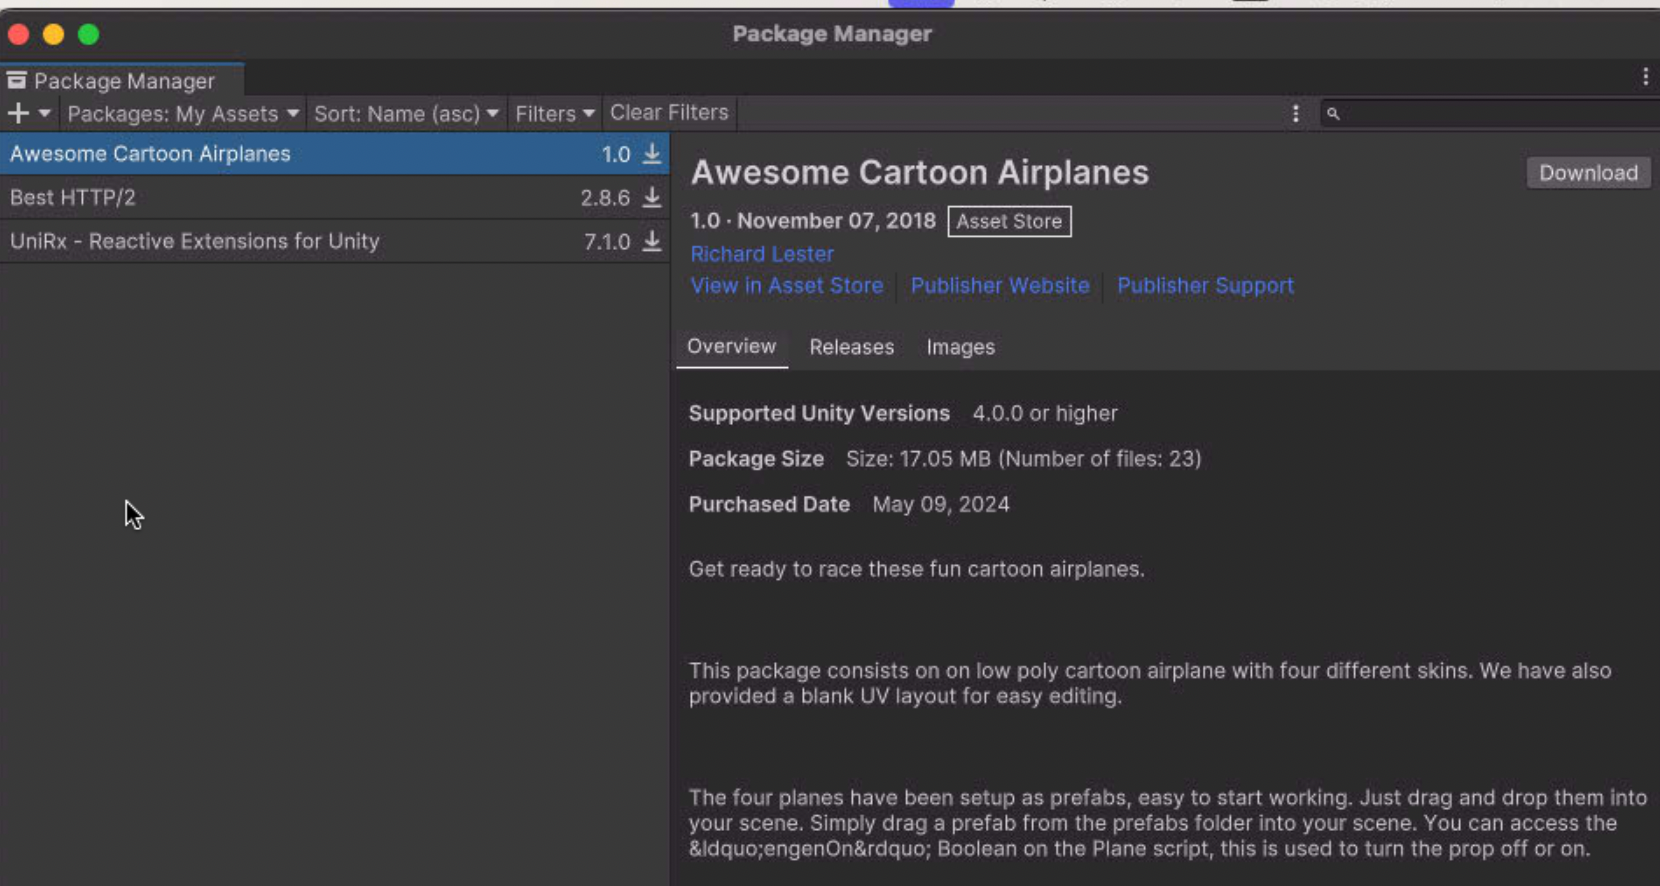 Package Manager
Package Manager
Packages: My Assets
Sort: Name (asc)
Filters
Clear Filters
Awesome Cartoon Airplanes 1.0
Best HTTP/2 2.8.6
UniRx - Reactive Extensions for Unity 7.1.0
Awesome Cartoon Airplanes
Download
1.0 · November 07, 2018 Asset Store
Richard Lester
View in Asset Store
Publisher Website
Publisher Support
Overview
Releases
Images
Supported Unity Versions 4.0.0 or higher
Package Size Size: 17.05 MB (Number of files: 23)
Purchased Date May 09, 2024
Get ready to race these fun cartoon airplanes.
This package consists on on low poly cartoon airplane with four different skins. We have also
provided a blank UV layout for easy editing.
The four planes have been setup as prefabs, easy to start working. Just drag and drop them into
your scene. Simply drag a prefab from the prefabs folder into your scene. You can access the
&ldquo;engenOn&rdquo; Boolean on the Plane script, this is used to turn the prop off or on.